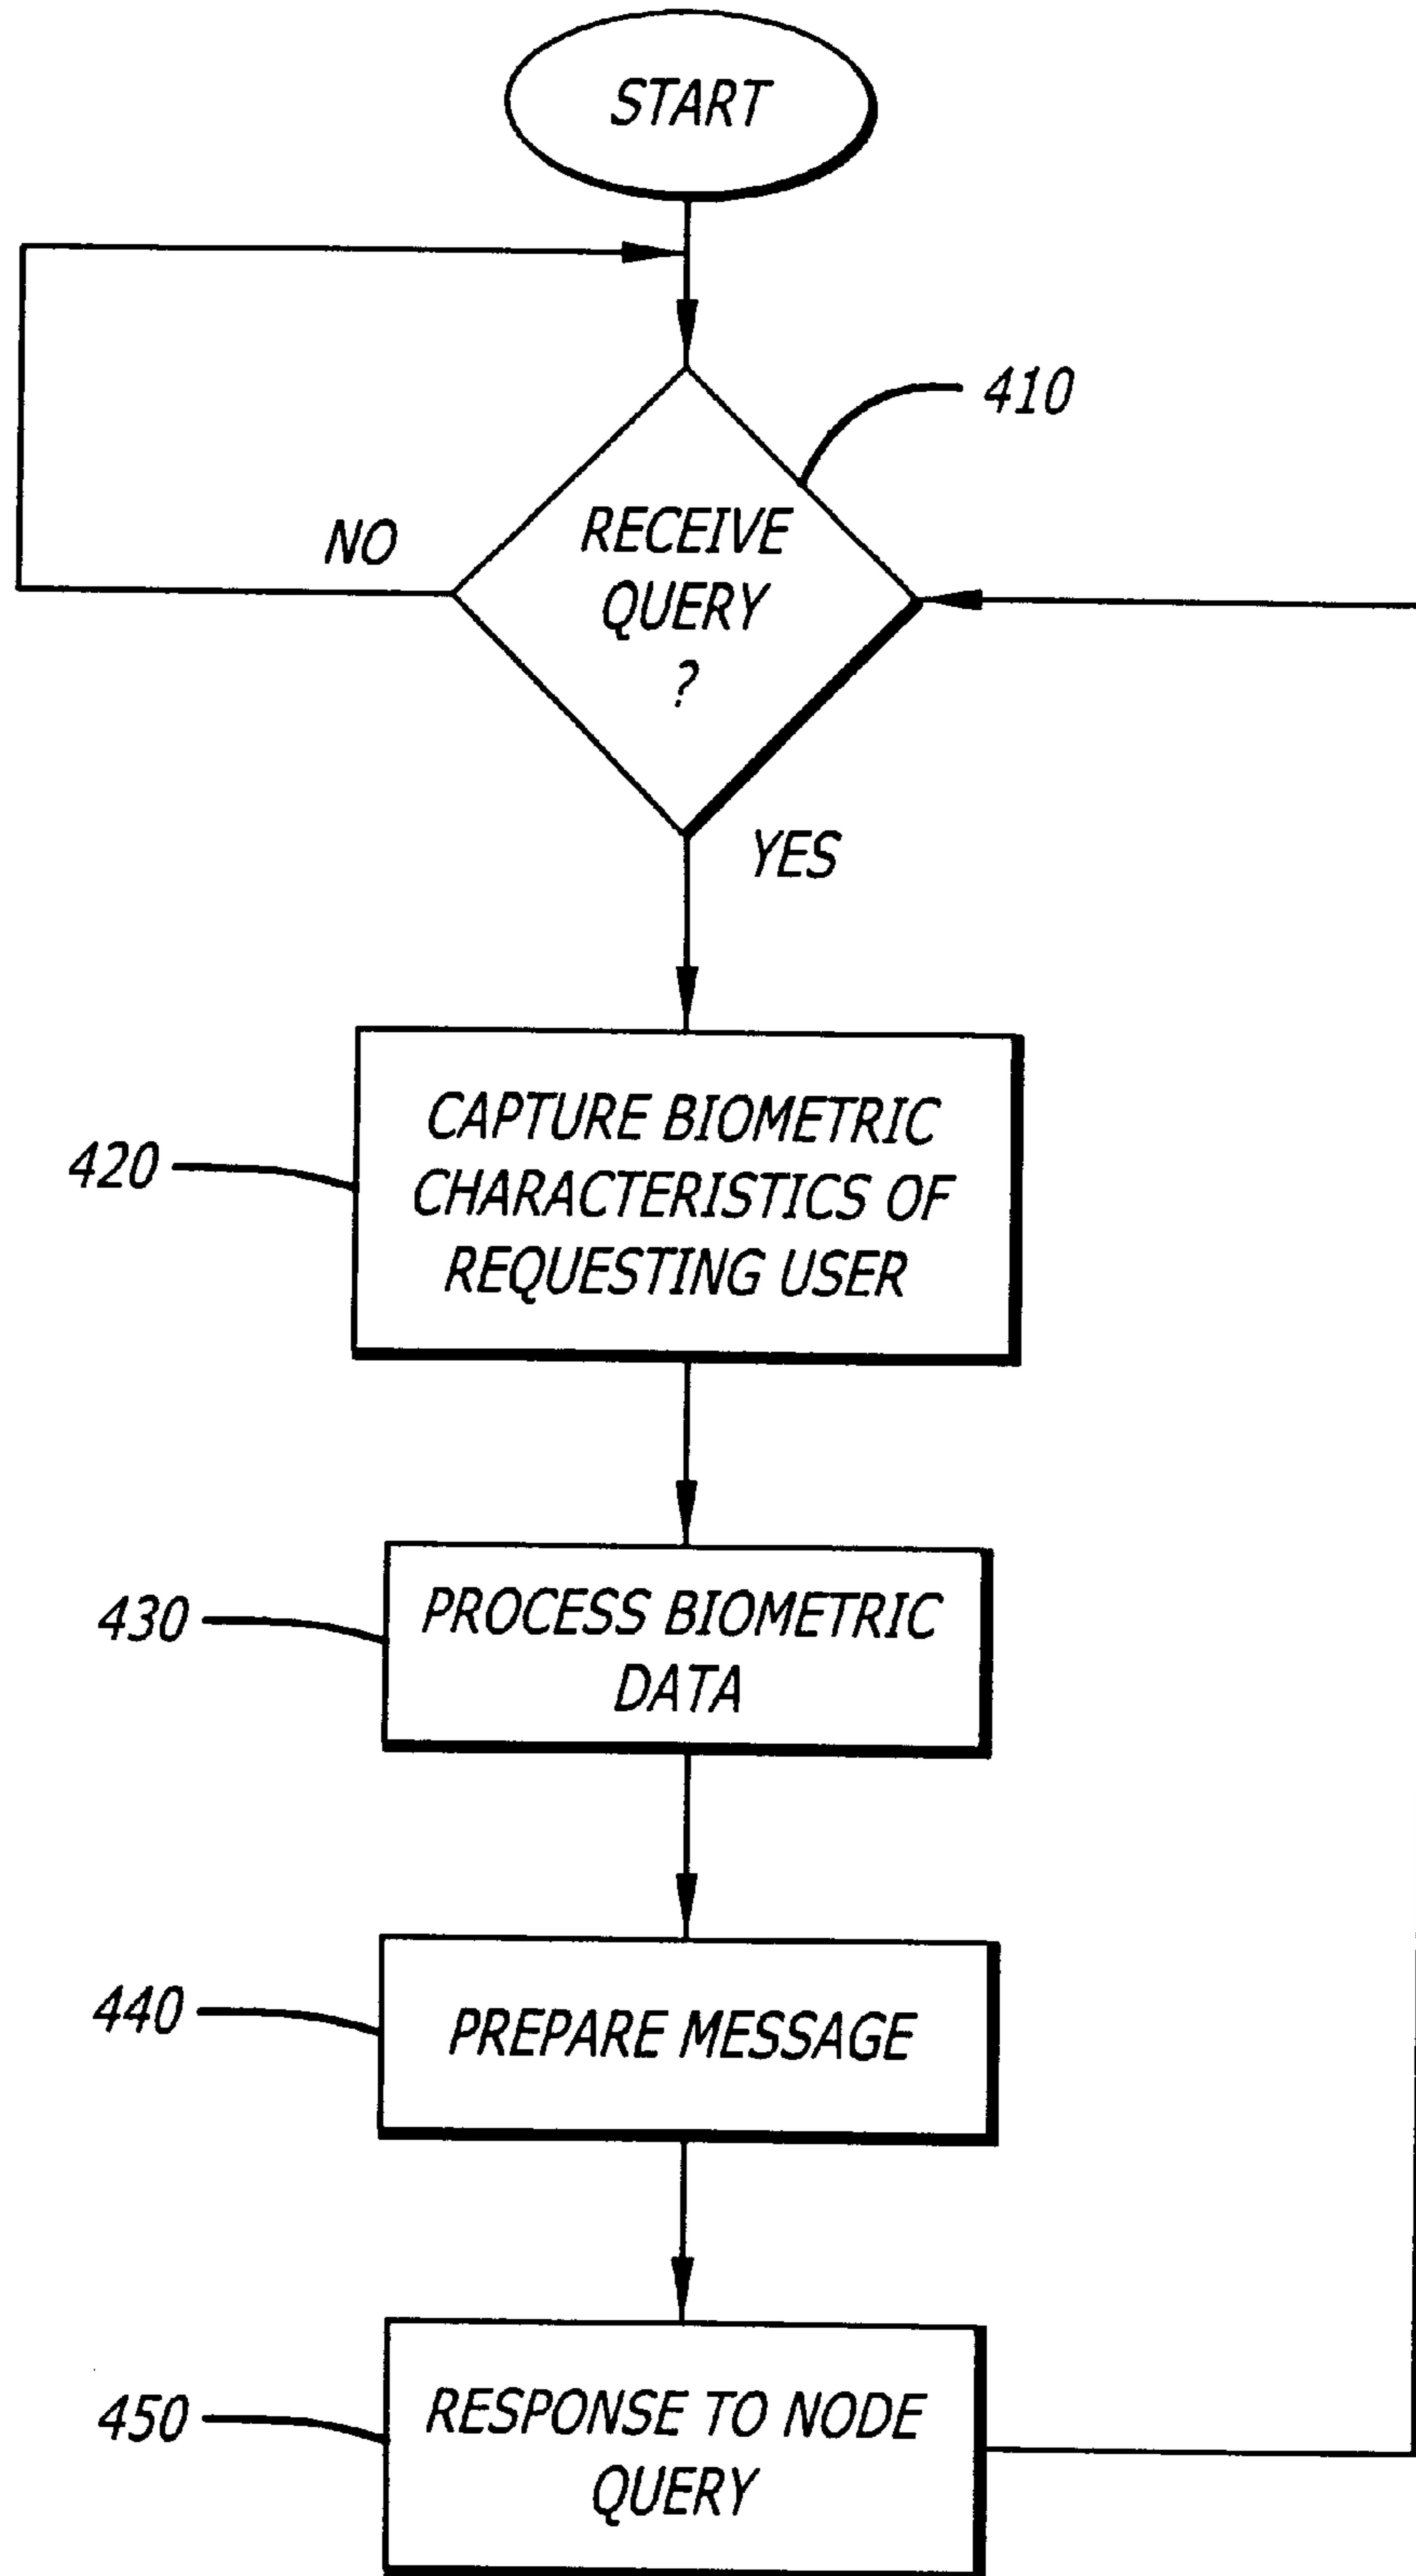 START
410
RECEIVE
QUERY
?
NO
YES
420
CAPTURE BIOMETRIC
CHARACTERISTICS OF
REQUESTING USER
430
PROCESS BIOMETRIC
DATA
440
PREPARE MESSAGE
450
RESPONSE TO NODE
QUERY